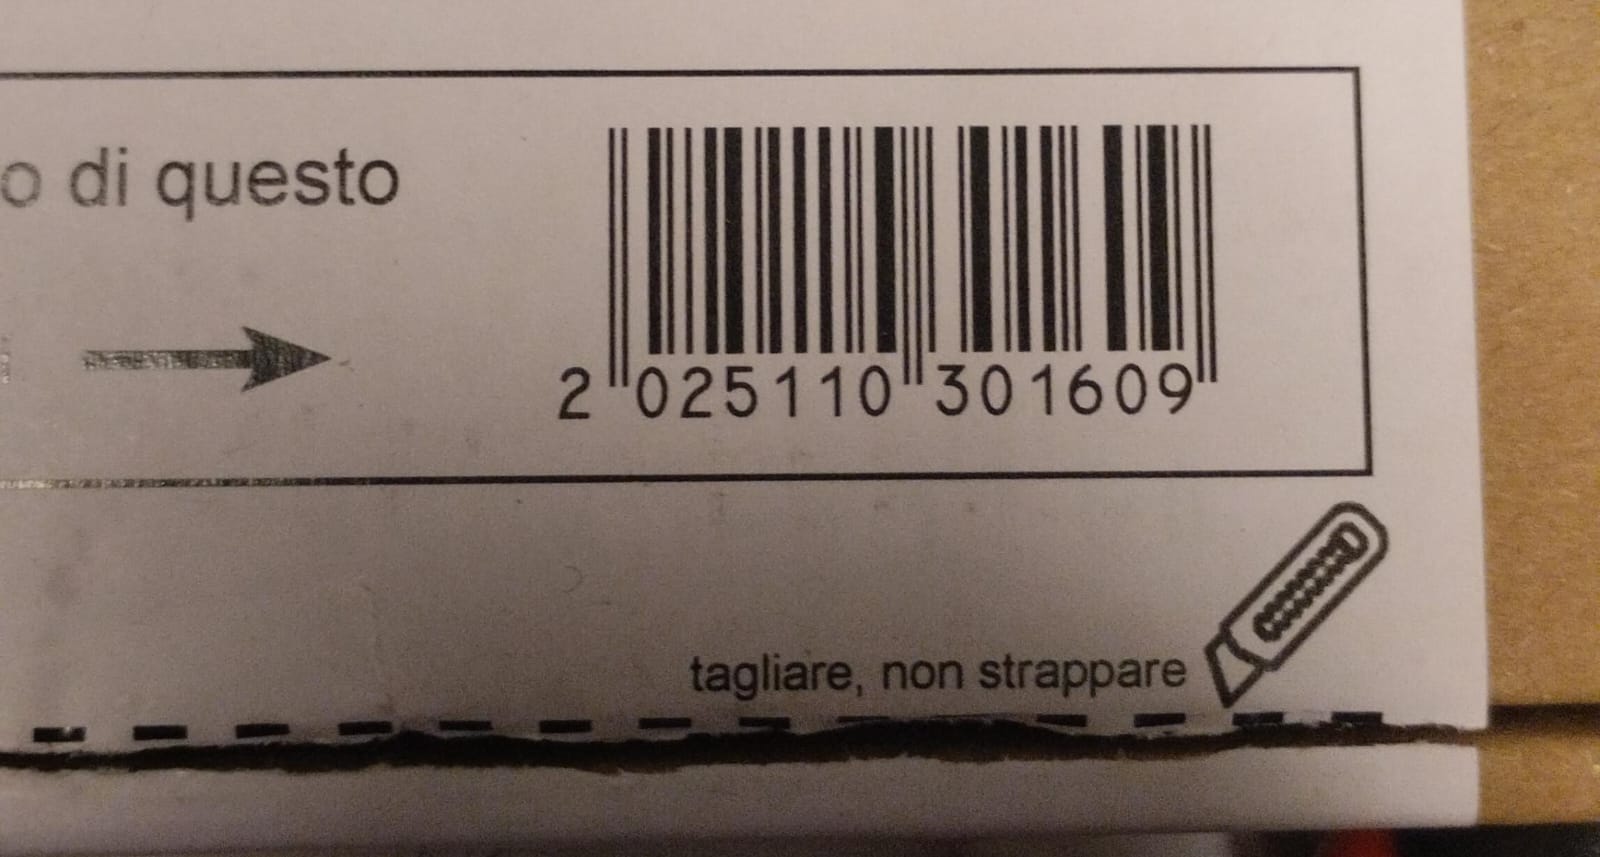 o di questo
2 025110 301609
tagliare, non strappare